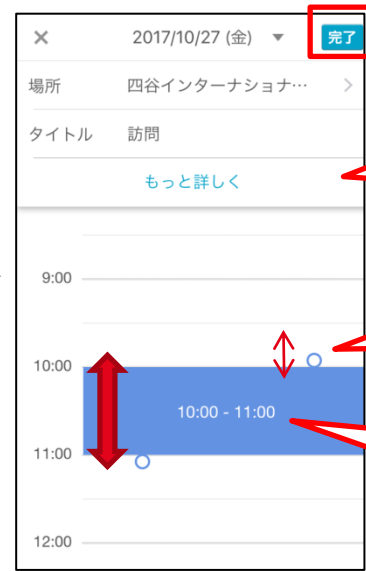 × 2017/10/27 (金) ▼ 完了
場所 四谷インターナショナ… >
タイトル 訪問
もっと詳しく
9:00
10:00
10:00 - 11:00
11:00
12:00